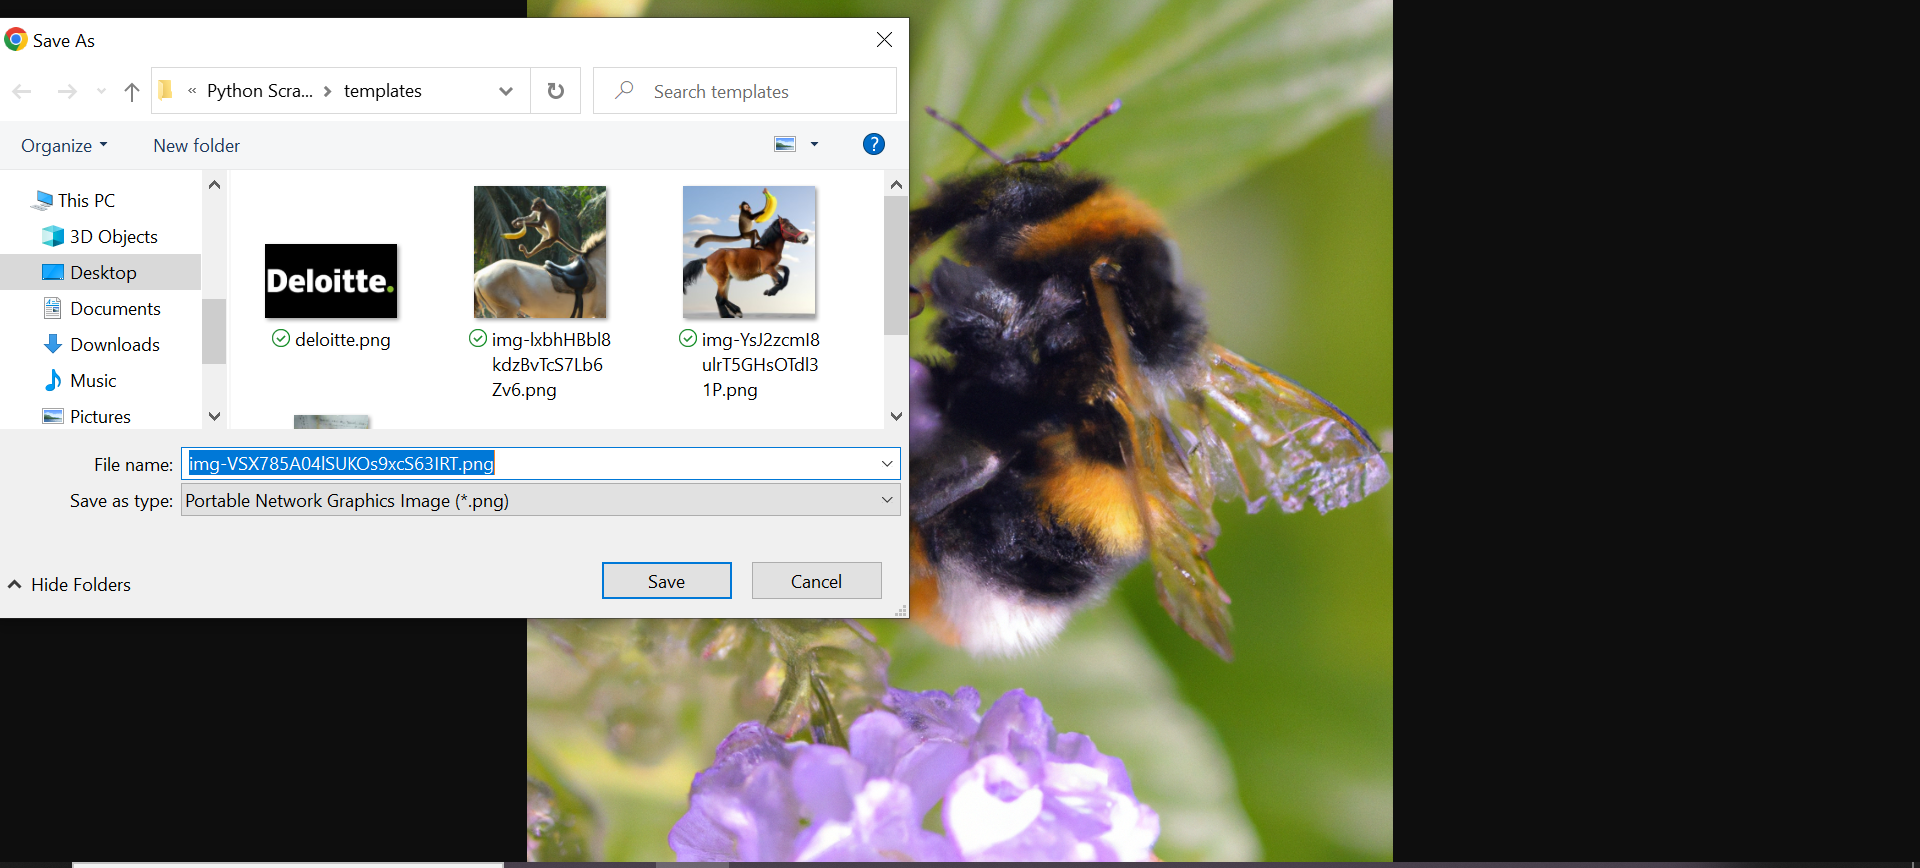 Save As
« Python Scra... > templates
Search templates
Organize
New folder
?
This PC
3D Objects
Desktop
Documents
Downloads
Music
Pictures
Deloitte.
deloitte.png
img-lxbhHBbl8
kdzBvTcS7Lb6
Zv6.png
img-YsJ2zcmI8
ulrT5GHsOTdl3
1P.png
File name: img-VSX785A04lSUKOs9xcS63IRT.png
Save as type: Portable Network Graphics Image (*.png)
Hide Folders
Save
Cancel